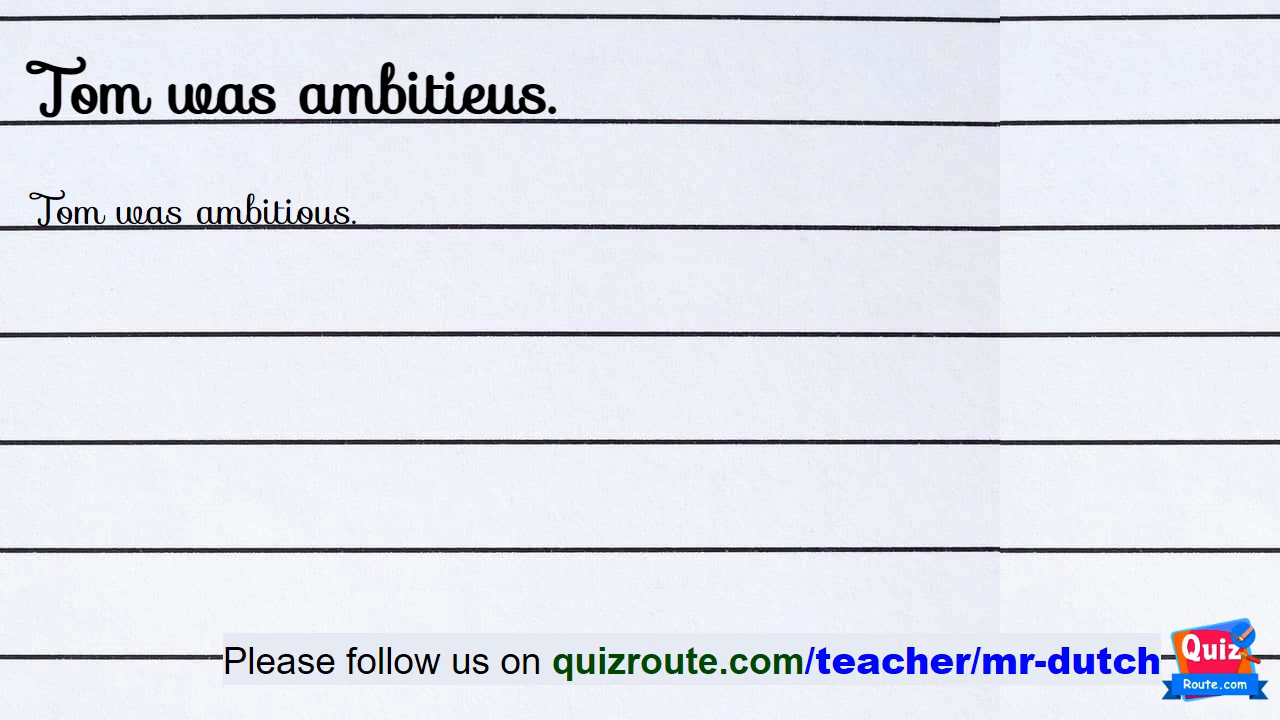 Tom was ambitieus.
Tom was ambitious.
Please follow us on quizroute.com/teacher/mr-dutch
Quiz
Route.com